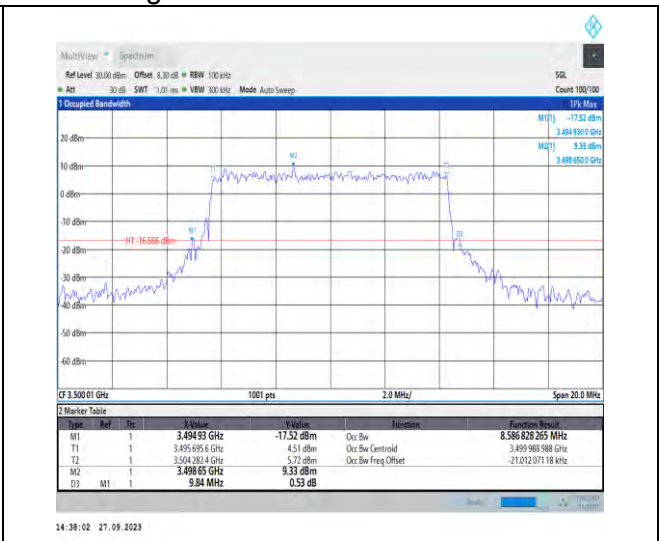 MultiView Spectrum
Ref Level 30.00 dBm Offset 8.30 dB RBW 100 kHz SGL
Att 30 dB SWT 1.01 ms VBW 300 kHz Mode Auto Sweep Count 100/100
1 Occupied Bandwidth 1Pk Max
M1[1] -17.52 dBm
3.494 930 0 GHz
M2[1] 9.33 dBm
3.498 650 0 GHz
20 dBm
M2
T1
T2
10 dBm
0 dBm
-10 dBm
M1
D3
H1 -16.666 dBm
-20 dBm
-30 dBm
-40 dBm
-50 dBm
-60 dBm
CF 3.500 01 GHz 1001 pts 2.0 MHz/ Span 20.0 MHz
2 Marker Table
Type Ref Trc X-Value Y-Value Function Function Result
M1 1 3.494 93 GHz -17.52 dBm Occ Bw 8.586 828 265 MHz
T1 1 3.495 695 6 GHz 4.51 dBm Occ Bw Centroid 3.499 988 988 GHz
T2 1 3.504 282 4 GHz 5.72 dBm Occ Bw Freq Offset -21.012 071 18 kHz
M2 1 3.498 65 GHz 9.33 dBm
D3 M1 1 9.84 MHz 0.53 dB
14:38:02 27.09.2023